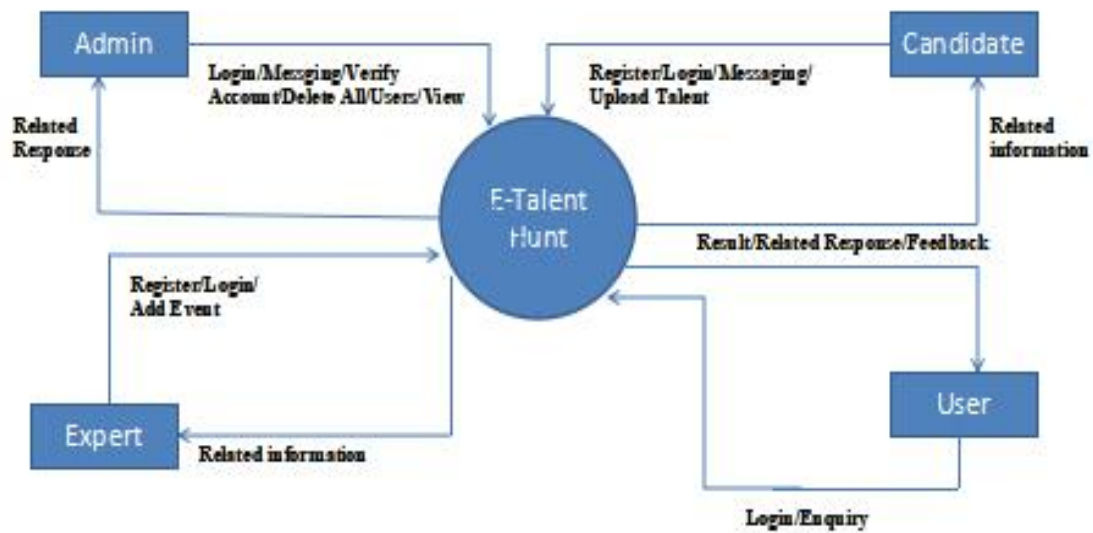 Admin
Candidate
Login/Messging/Verify
Account/Delete All/Users/View
Register/Login/Messaging/
Upload Talent
Related
Response
Related
information
E-Talent
Hunt
Result/Related Response/Feedback
Register/Login/
Add Event
User
Expert
Related information
Login/Enquiry